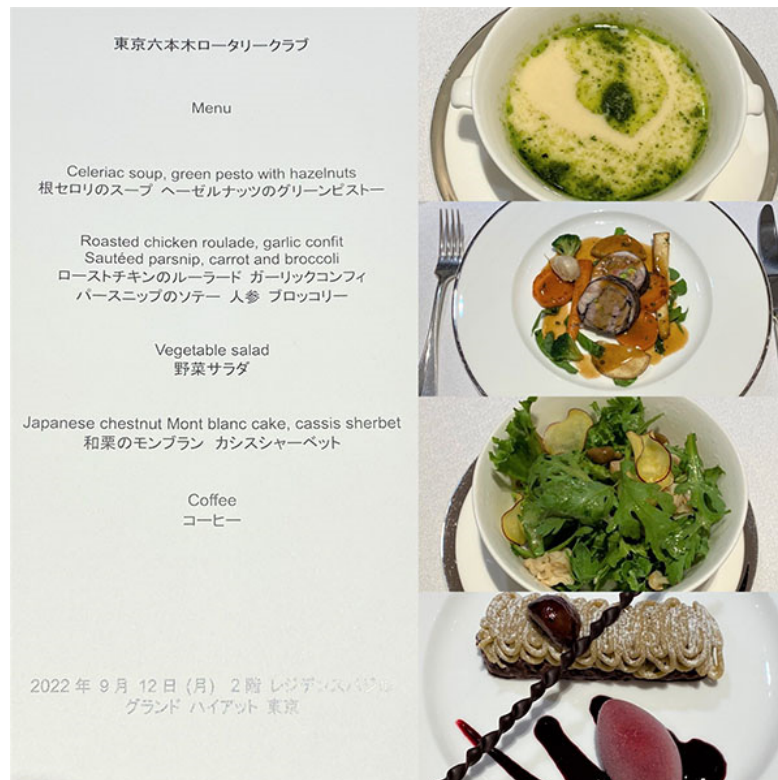 東京六本木ロータリークラブ
Menu
Celeriac soup, green pesto with hazelnuts
根セロリのスープ ヘーゼルナッツのグリーンピストー
Roasted chicken roulade, garlic confit
Sautéed parsnip, carrot and broccoli
ローストチキンのルーラード ガーリックコンフィ
パースニップのソテー 人参 ブロッコリー
Vegetable salad
野菜サラダ
Japanese chestnut Mont blanc cake, cassis sherbet
和栗のモンブラン カシスシャーベット
Coffee
コーヒー
2022 年 9 月 12 日 (月) 2 階 レジデンス
グランド ハイアット 東京